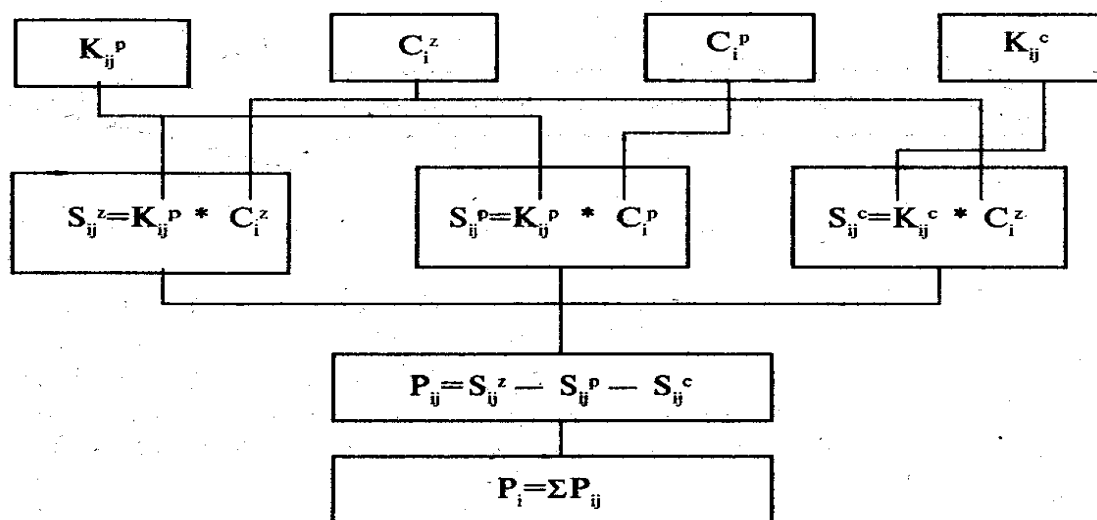 K_ij^p C_i^z C_i^p K_ij^c
S_ij^z=K_ij^p * C_i^z S_ij^p=K_ij^p * C_i^p S_ij^c=K_ij^c * C_i^z
P_ij=S_ij^z — S_ij^p — S_ij^c
P_i=ΣP_ij